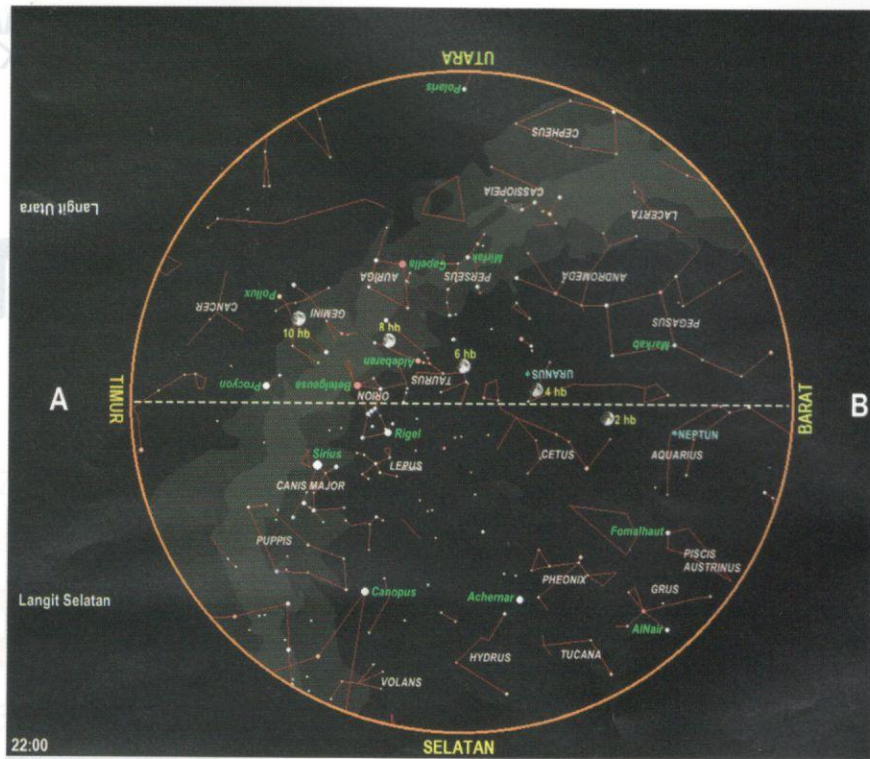 UTARA
Polaris
CEPHEUS
CASSIOPEIA
Langit Utara
LACERTA
Capella
Mirfak
AURIGA
PERSEUS
ANDROMEDA
Pollux
CANCER
GEMINI
PEGASUS
10 hb
8 hb
Markab
Aldebaran
6 hb
TAURUS
URANUS
Procyon
Betelgeuse
4 hb
A
TIMUR
ORION
BARAT
B
2 hb
Rigel
NEPTUN
Sirius
LEPUS
CETUS
AQUARIUS
CANIS MAJOR
Fomalhaut
PUPPIS
PISCIS
AUSTRINUS
PHEONIX
Canopus
Achernar
GRUS
Langit Selatan
AlNair
HYDRUS
TUCANA
VOLANS
22:00
SELATAN